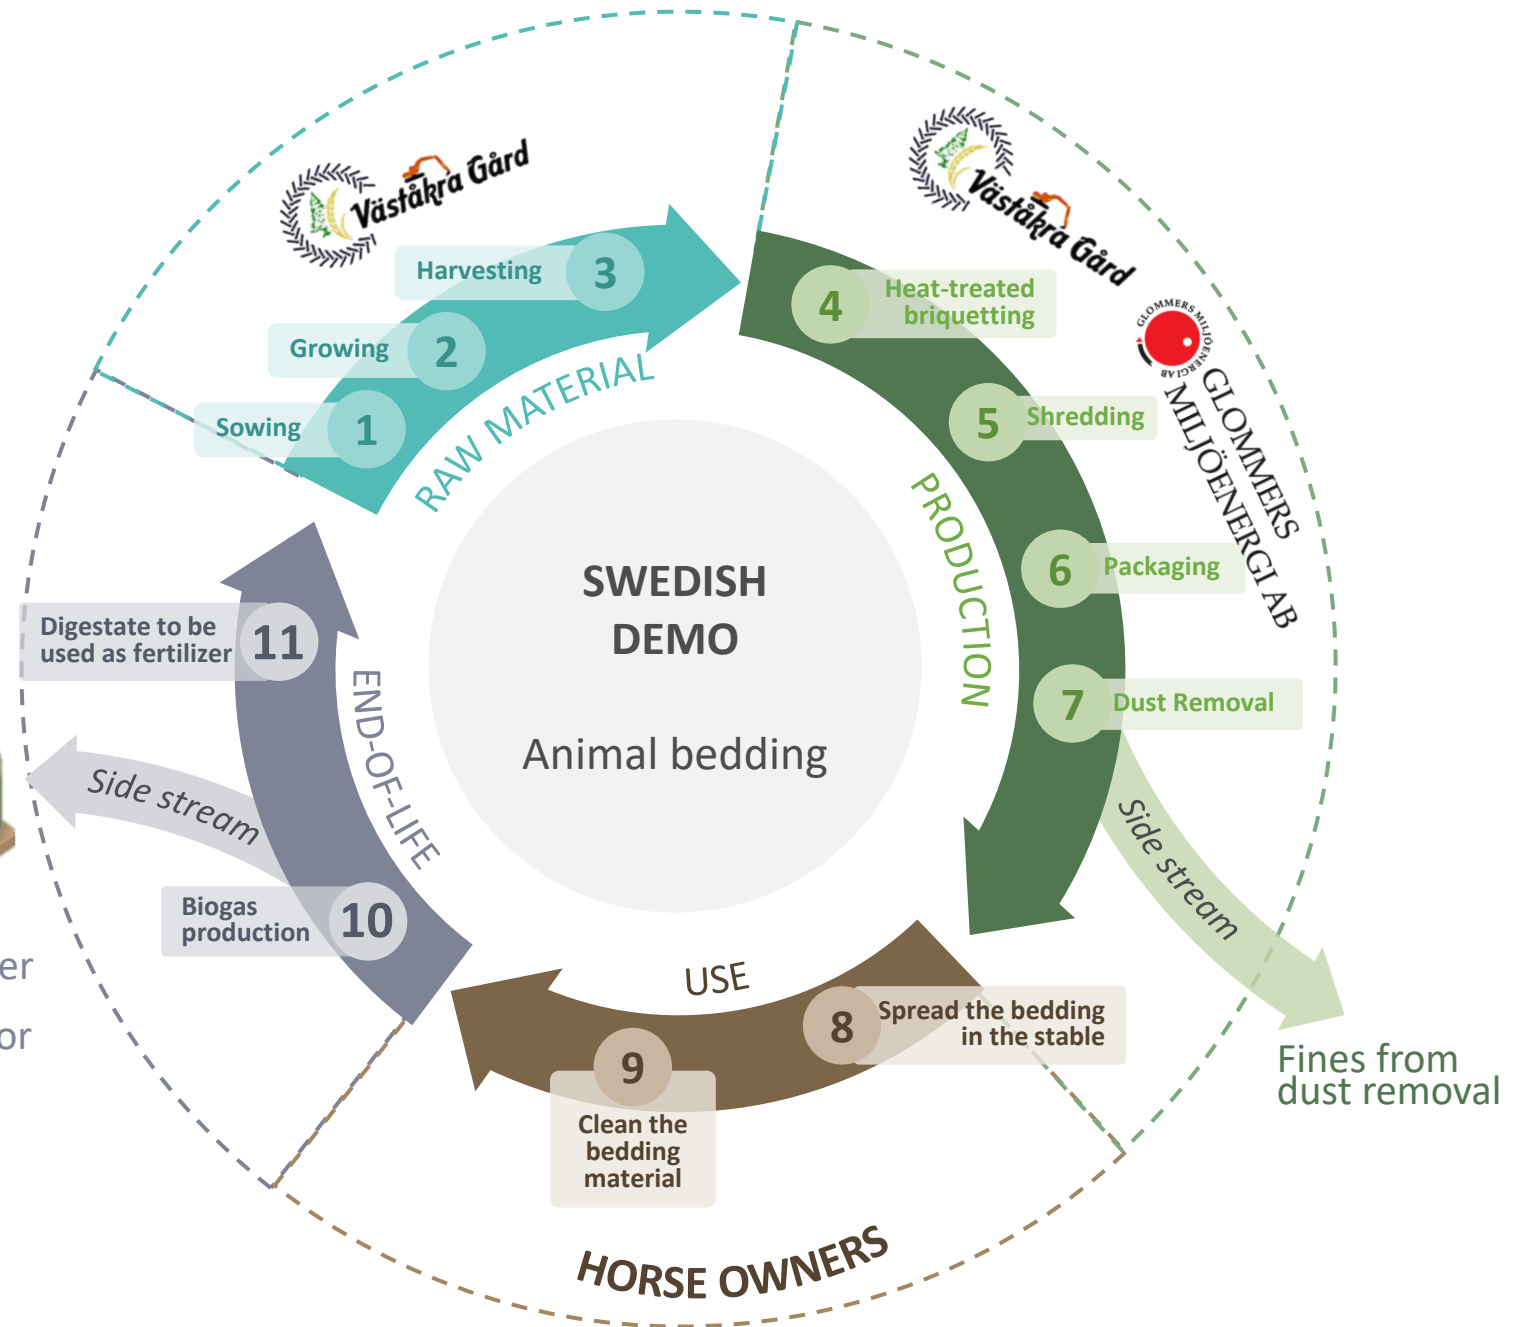 Väståkra Gård
Väståkra Gård
GLOMMERS MILJÖENERGI AB
GLOMMERS
MILJÖENERGI AB
Harvesting 3
Growing 2
Sowing 1
RAW MATERIAL
4 Heat-treated
briquetting
5 Shredding
6 Packaging
7 Dust Removal
PRODUCTION
Side stream
Fines from
dust removal
SWEDISH
DEMO
Animal bedding
USE
8 Spread the bedding
in the stable
9
Clean the
bedding
material
HORSE OWNERS
END-OF-LIFE
Biogas
production 10
Side stream
Digestate to be
used as fertilizer 11
er
or